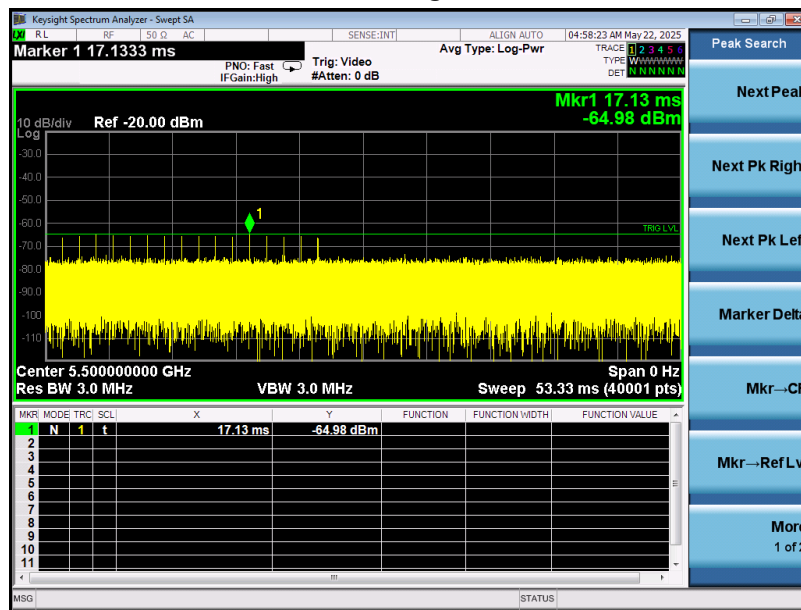 Keysight Spectrum Analyzer - Swept SA
LXI RL RF 50 Ω AC SENSE:INT ALIGN AUTO 04:58:23 AM May 22, 2025
Marker 1 17.1333 ms
PNO: Fast
IFGain:High
Trig: Video
#Atten: 0 dB
Avg Type: Log-Pwr
TRACE 1 2 3 4 5 6
TYPE WWWWWW
DET N N N N N N
Mkr1 17.13 ms
-64.98 dBm
10 dB/div Ref -20.00 dBm
Log
-30.0
-40.0
-50.0
-60.0
-70.0
-80.0
-90.0
-100
-110
1
TRIG LVL
Center 5.500000000 GHz Span 0 Hz
Res BW 3.0 MHz VBW 3.0 MHz Sweep 53.33 ms (40001 pts)
MKR MODE TRC SCL X Y FUNCTION FUNCTION WIDTH FUNCTION VALUE
1 N 1 t 17.13 ms -64.98 dBm
2
3
4
5
6
7
8
9
10
11
MSG STATUS
Peak Search
Next Peak
Next Pk Righ
Next Pk Lef
Marker Delta
Mkr→CF
Mkr→Ref Lv
More
1 of 2